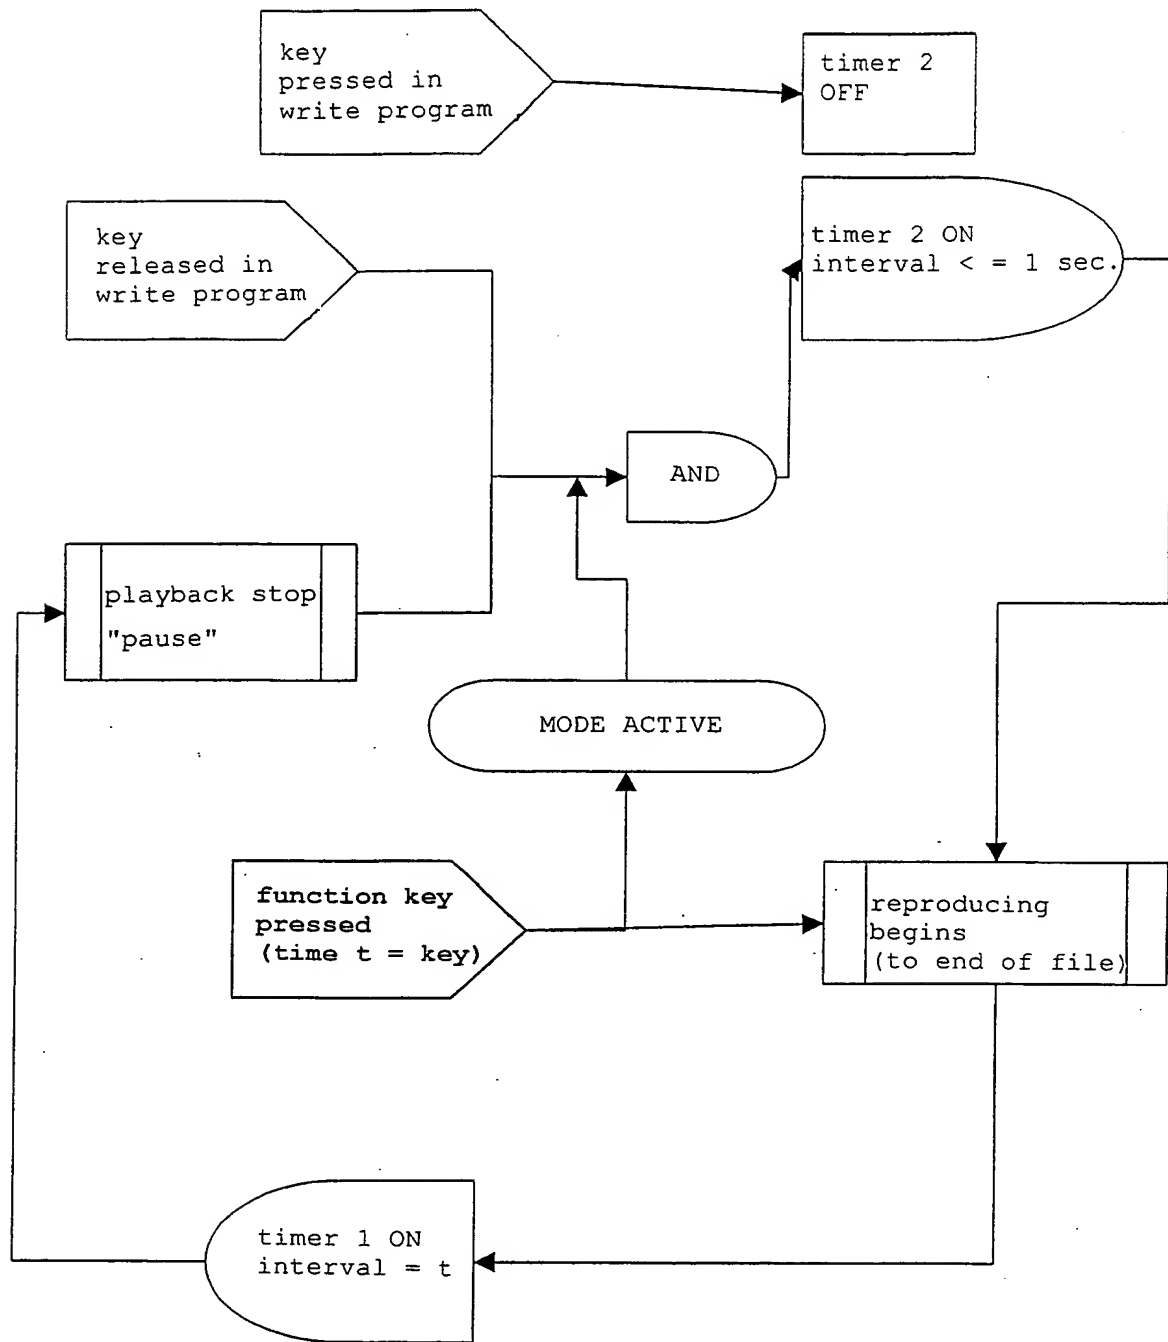 key
pressed in
write program
timer 2
OFF
key
released in
write program
timer 2 ON
interval < = 1 sec.
AND
playback stop
"pause"
MODE ACTIVE
function key
pressed
(time t = key)
reproducing
begins
(to end of file)
timer 1 ON
interval = t